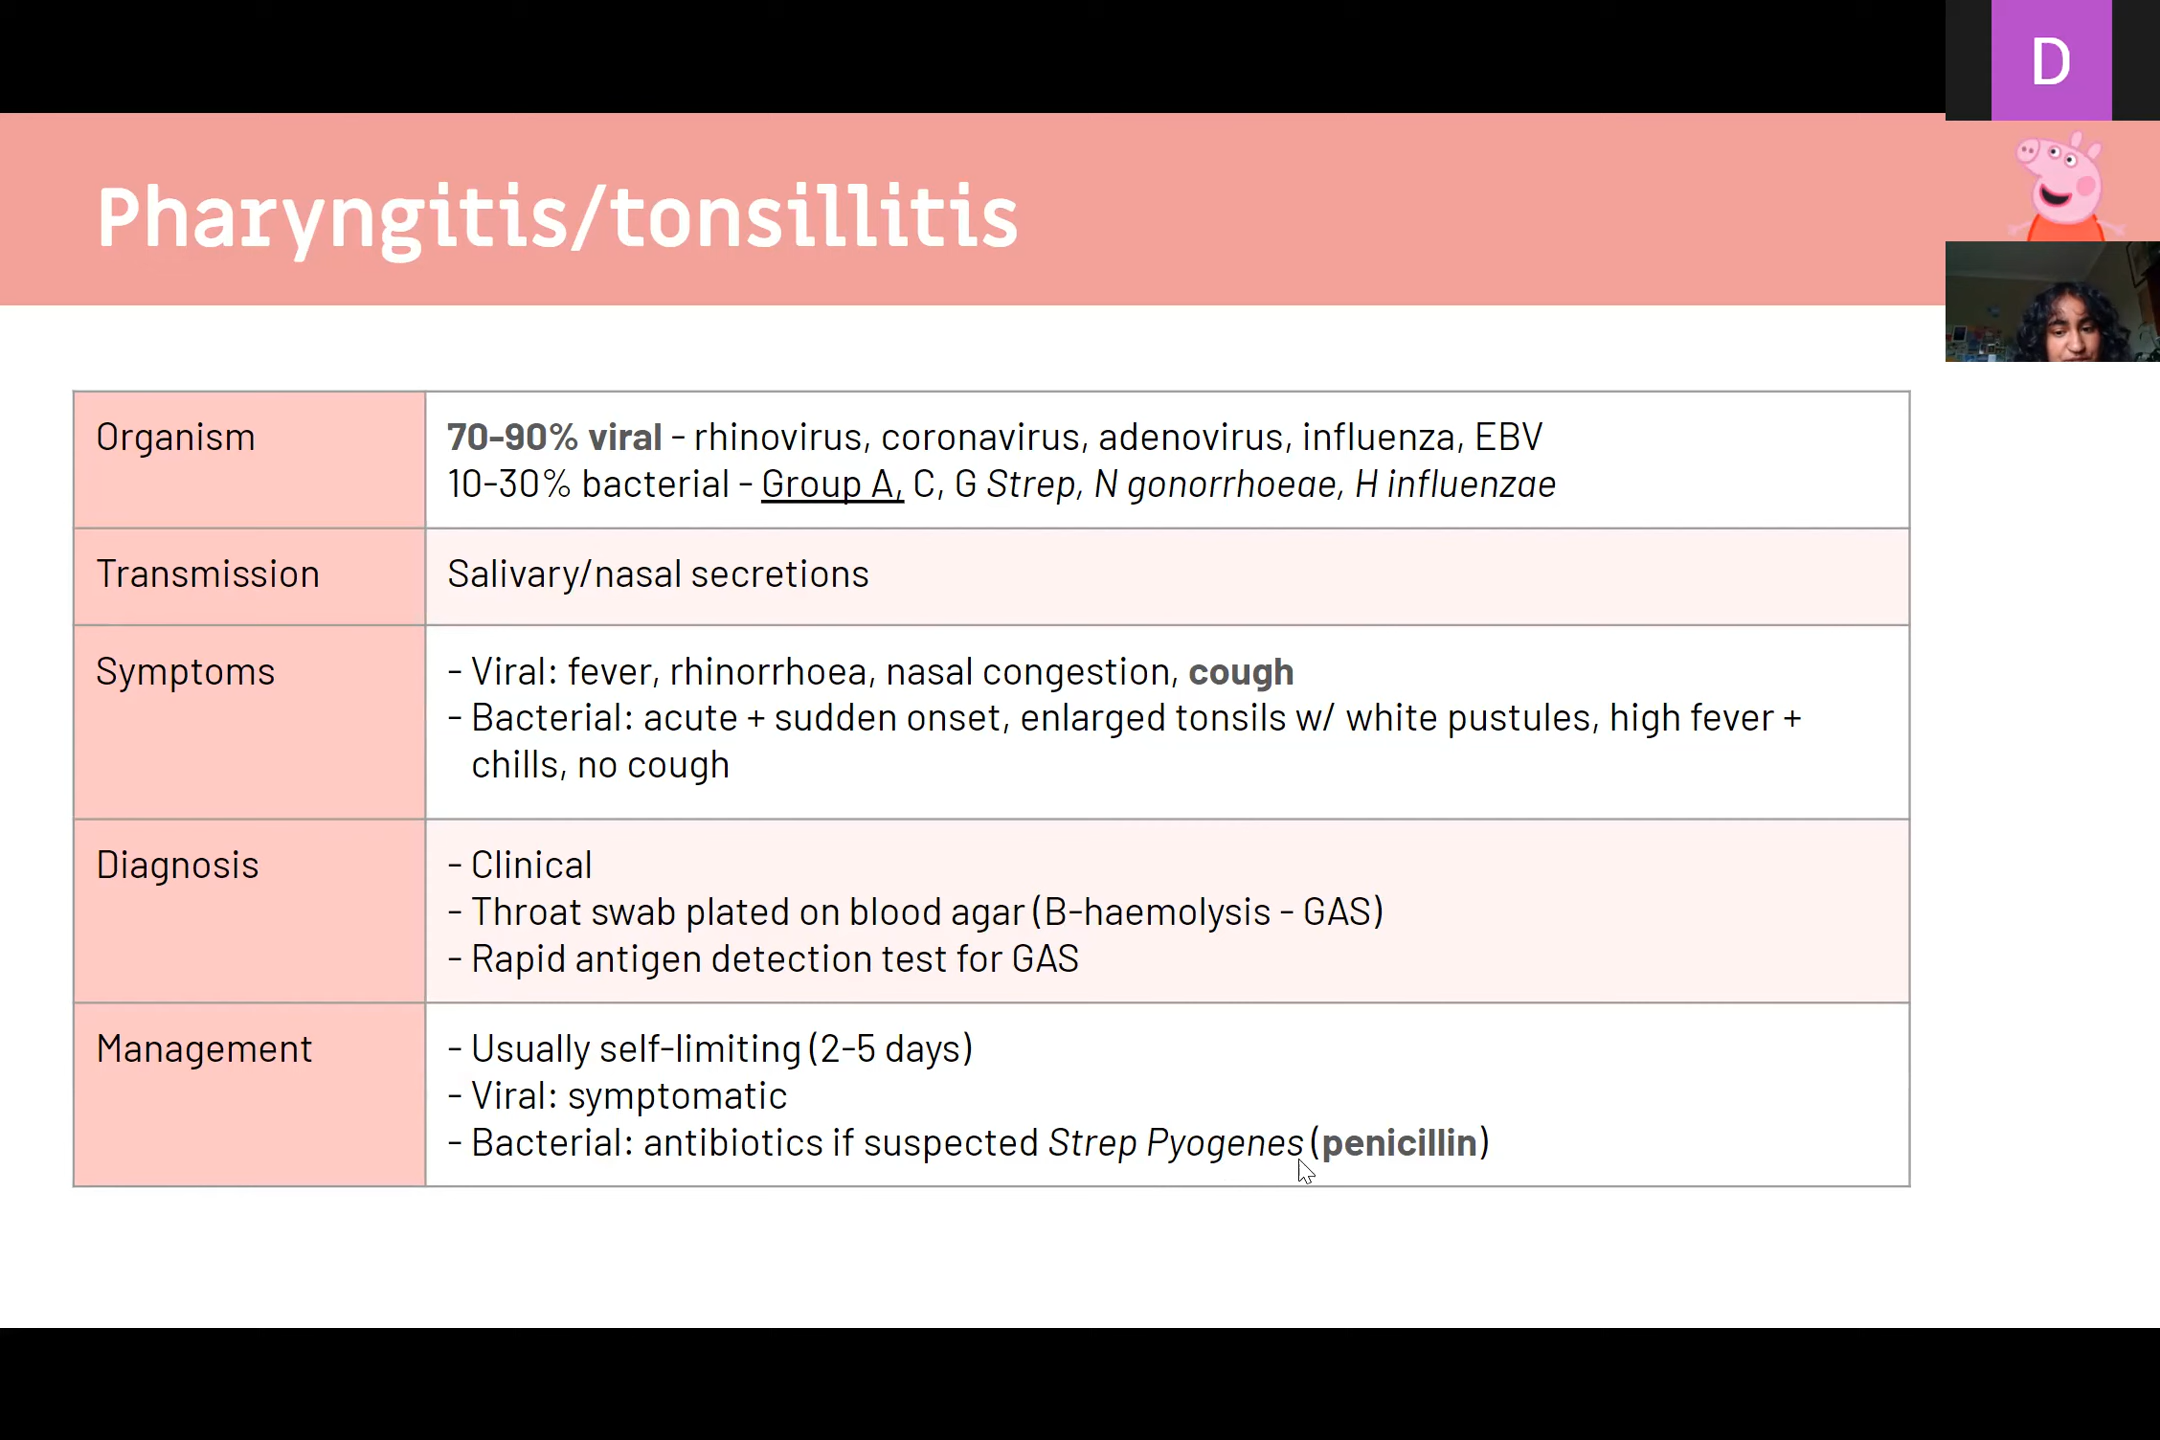 D
Pharyngitis/tonsillitis
Organism
70-90% viral - rhinovirus, coronavirus, adenovirus, influenza, EBV
10-30% bacterial - Group A, C, G Strep, N gonorrhoeae, H influenzae
Transmission
Salivary/nasal secretions
Symptoms
- Viral: fever, rhinorrhoea, nasal congestion, cough
- Bacterial: acute + sudden onset, enlarged tonsils w/ white pustules, high fever +
chills, no cough
Diagnosis
- Clinical
- Throat swab plated on blood agar (B-haemolysis - GAS)
- Rapid antigen detection test for GAS
Management
- Usually self-limiting (2-5 days)
- Viral: symptomatic
- Bacterial: antibiotics if suspected Strep Pyogenes (penicillin)